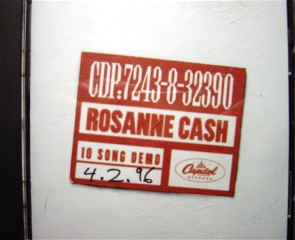 CDP:7243-8-32390
ROSANNE CASH
10 SONG DEMO
4.2.96
Capitol
RECORDS